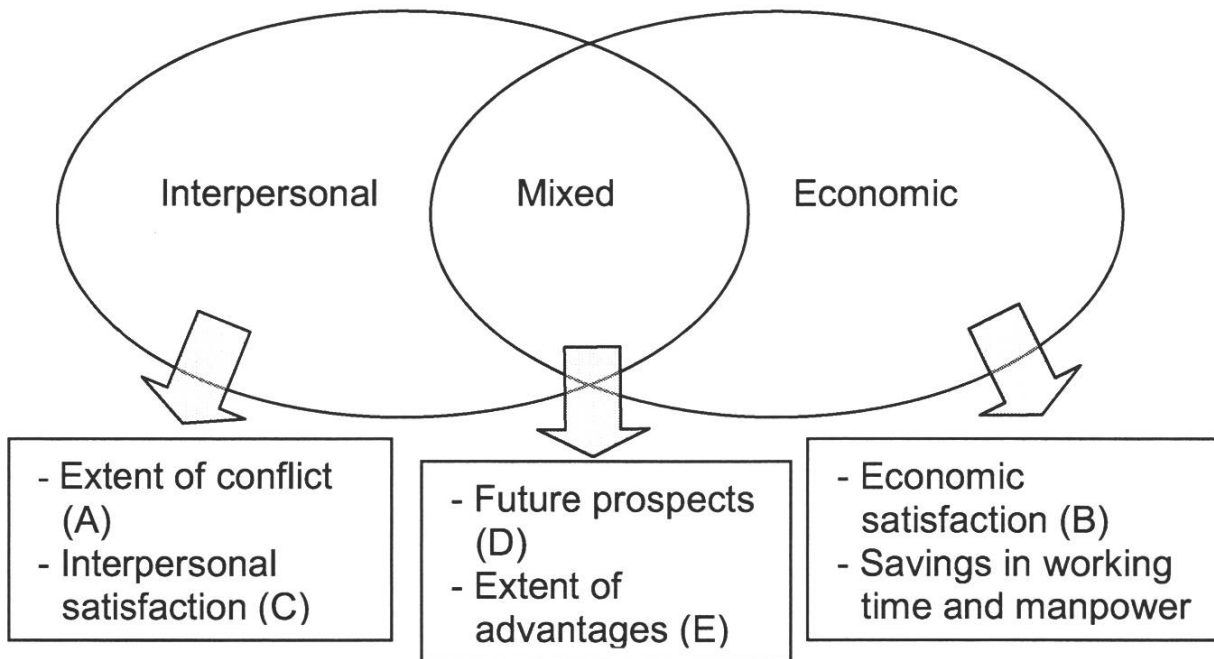 Interpersonal
Mixed
Economic
- Extent of conflict
(A)
- Interpersonal
satisfaction (C)
- Future prospects
(D)
- Extent of
advantages (E)
- Economic
satisfaction (B)
- Savings in working
time and manpower